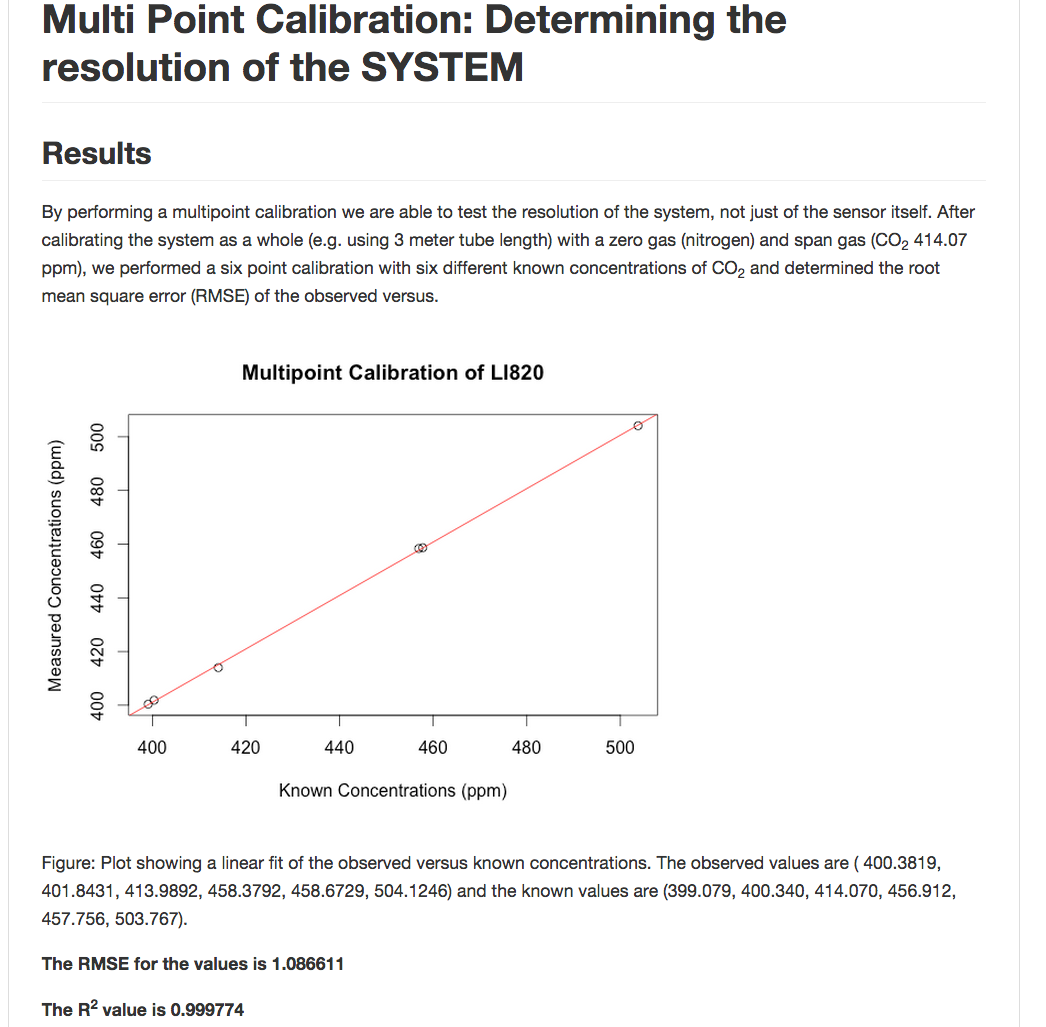 Multi Point Calibration: Determining the
resolution of the SYSTEM
Results
By performing a multipoint calibration we are able to test the resolution of the system, not just of the sensor itself. After
calibrating the system as a whole (e.g. using 3 meter tube length) with a zero gas (nitrogen) and span gas (CO₂ 414.07
ppm), we performed a six point calibration with six different known concentrations of CO₂ and determined the root
mean square error (RMSE) of the observed versus.
Multipoint Calibration of LI820
Measured Concentrations (ppm)
500
480
460
440
420
400
400 420 440 460 480 500
Known Concentrations (ppm)
Figure: Plot showing a linear fit of the observed versus known concentrations. The observed values are ( 400.3819,
401.8431, 413.9892, 458.3792, 458.6729, 504.1246) and the known values are (399.079, 400.340, 414.070, 456.912,
457.756, 503.767).
The RMSE for the values is 1.086611
The R² value is 0.999774